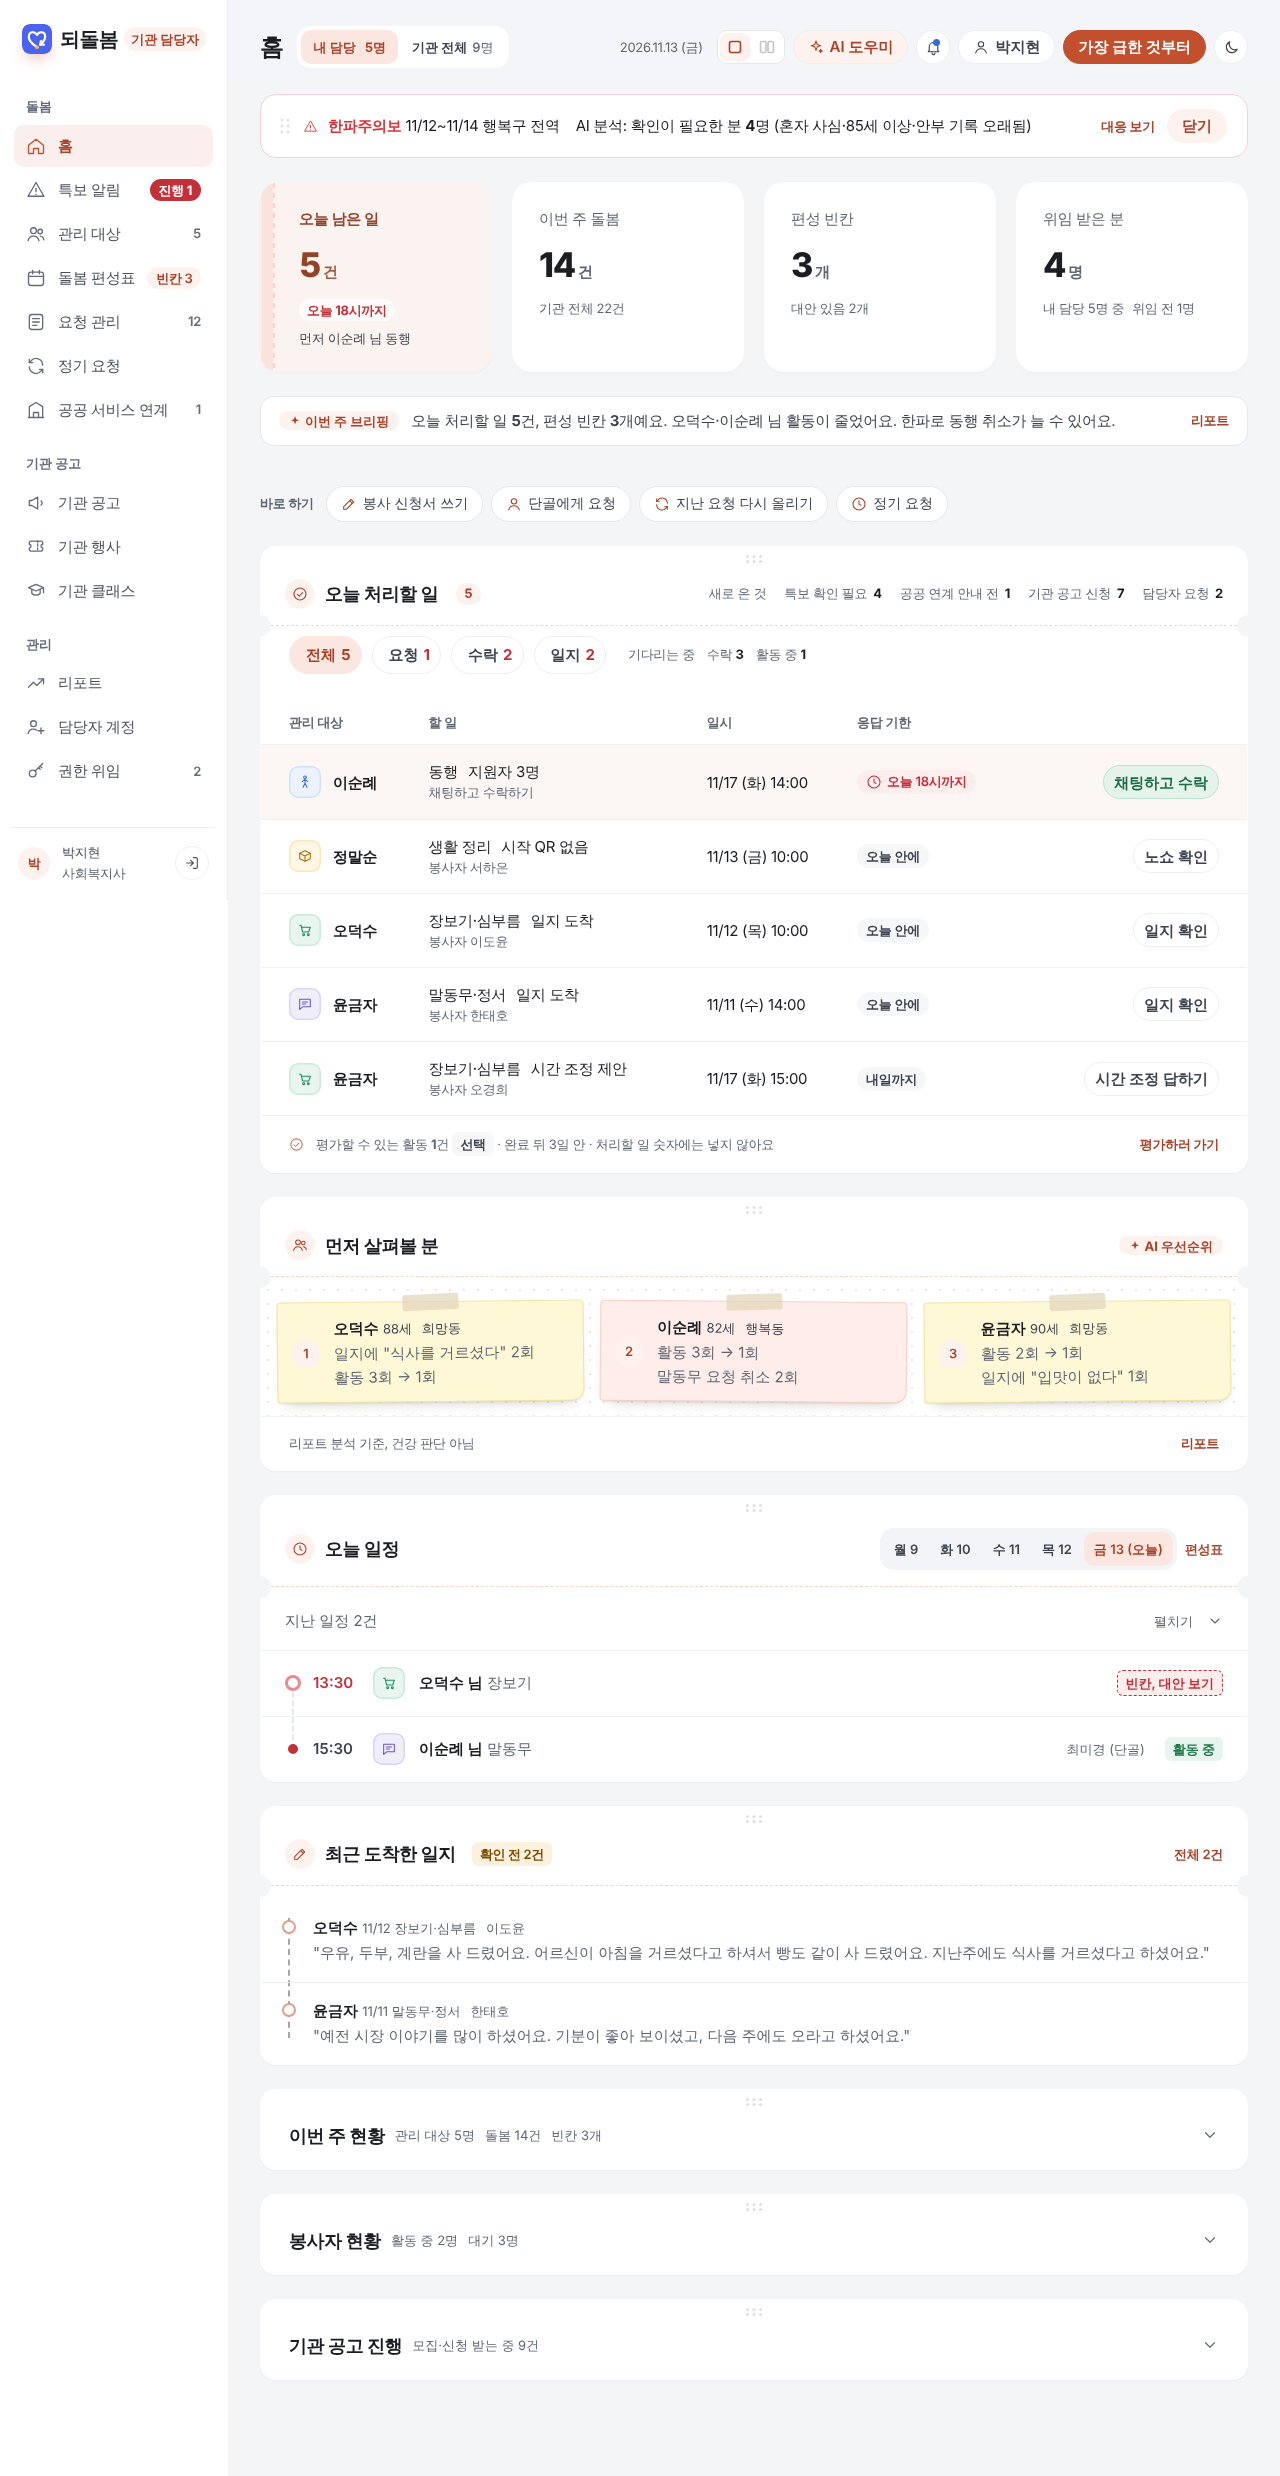 되돌봄 기관 담당자
돌봄
홈
특보 알림 진행 1
관리 대상 5
돌봄 편성표 빈칸 3
요청 관리 12
정기 요청
공공 서비스 연계 1
기관 공고
기관 공고
기관 행사
기관 클래스
관리
리포트
담당자 계정
권한 위임 2
박 박지현
사회복지사
홈 내 담당 5명 기관 전체 9명 2026.11.13 (금) AI 도우미 박지현 가장 급한 것부터
한파주의보 11/12~11/14 행복구 전역 AI 분석: 확인이 필요한 분 4명 (혼자 사심·85세 이상·안부 기록 오래됨) 대응 보기 닫기
오늘 남은 일
5건
오늘 18시까지
먼저 이순례 님 동행
이번 주 돌봄
14건
기관 전체 22건
편성 빈칸
3개
대안 있음 2개
위임 받은 분
4명
내 담당 5명 중 위임 전 1명
이번 주 브리핑 오늘 처리할 일 5건, 편성 빈칸 3개예요. 오덕수·이순례 님 활동이 줄었어요. 한파로 동행 취소가 늘 수 있어요. 리포트
바로 하기 봉사 신청서 쓰기 단골에게 요청 지난 요청 다시 올리기 정기 요청
오늘 처리할 일 5 새로 온 것 특보 확인 필요 4 공공 연계 안내 전 1 기관 공고 신청 7 담당자 요청 2
전체 5 요청 1 수락 2 일지 2 기다리는 중 수락 3 활동 중 1
관리 대상 할 일 일시 응답 기한
이순례 동행 지원자 3명 11/17 (화) 14:00 오늘 18시까지 채팅하고 수락
채팅하고 수락하기
정말순 생활 정리 시작 QR 없음 11/13 (금) 10:00 오늘 안에 노쇼 확인
봉사자 서하은
오덕수 장보기·심부름 일지 도착 11/12 (목) 10:00 오늘 안에 일지 확인
봉사자 이도윤
윤금자 말동무·정서 일지 도착 11/11 (수) 14:00 오늘 안에 일지 확인
봉사자 한태호
윤금자 장보기·심부름 시간 조정 제안 11/17 (화) 15:00 내일까지 시간 조정 답하기
봉사자 오경희
평가할 수 있는 활동 1건 선택 · 완료 뒤 3일 안 · 처리할 일 숫자에는 넣지 않아요 평가하러 가기
먼저 살펴볼 분 AI 우선순위
1 오덕수 88세 희망동
일지에 "식사를 거르셨다" 2회
활동 3회 → 1회
2 이순례 82세 행복동
활동 3회 → 1회
말동무 요청 취소 2회
3 윤금자 90세 희망동
활동 2회 → 1회
일지에 "입맛이 없다" 1회
리포트 분석 기준, 건강 판단 아님 리포트
오늘 일정 월 9 화 10 수 11 목 12 금 13 (오늘) 편성표
지난 일정 2건 펼치기
13:30 오덕수 님 장보기 빈칸, 대안 보기
15:30 이순례 님 말동무 최미경 (단골) 활동 중
최근 도착한 일지 확인 전 2건 전체 2건
오덕수 11/12 장보기·심부름 이도윤
"우유, 두부, 계란을 사 드렸어요. 어르신이 아침을 거르셨다고 하셔서 빵도 같이 사 드렸어요. 지난주에도 식사를 거르셨다고 하셨어요."
윤금자 11/11 말동무·정서 한태호
"예전 시장 이야기를 많이 하셨어요. 기분이 좋아 보이셨고, 다음 주에도 오라고 하셨어요."
이번 주 현황 관리 대상 5명 돌봄 14건 빈칸 3개
봉사자 현황 활동 중 2명 대기 3명
기관 공고 진행 모집·신청 받는 중 9건